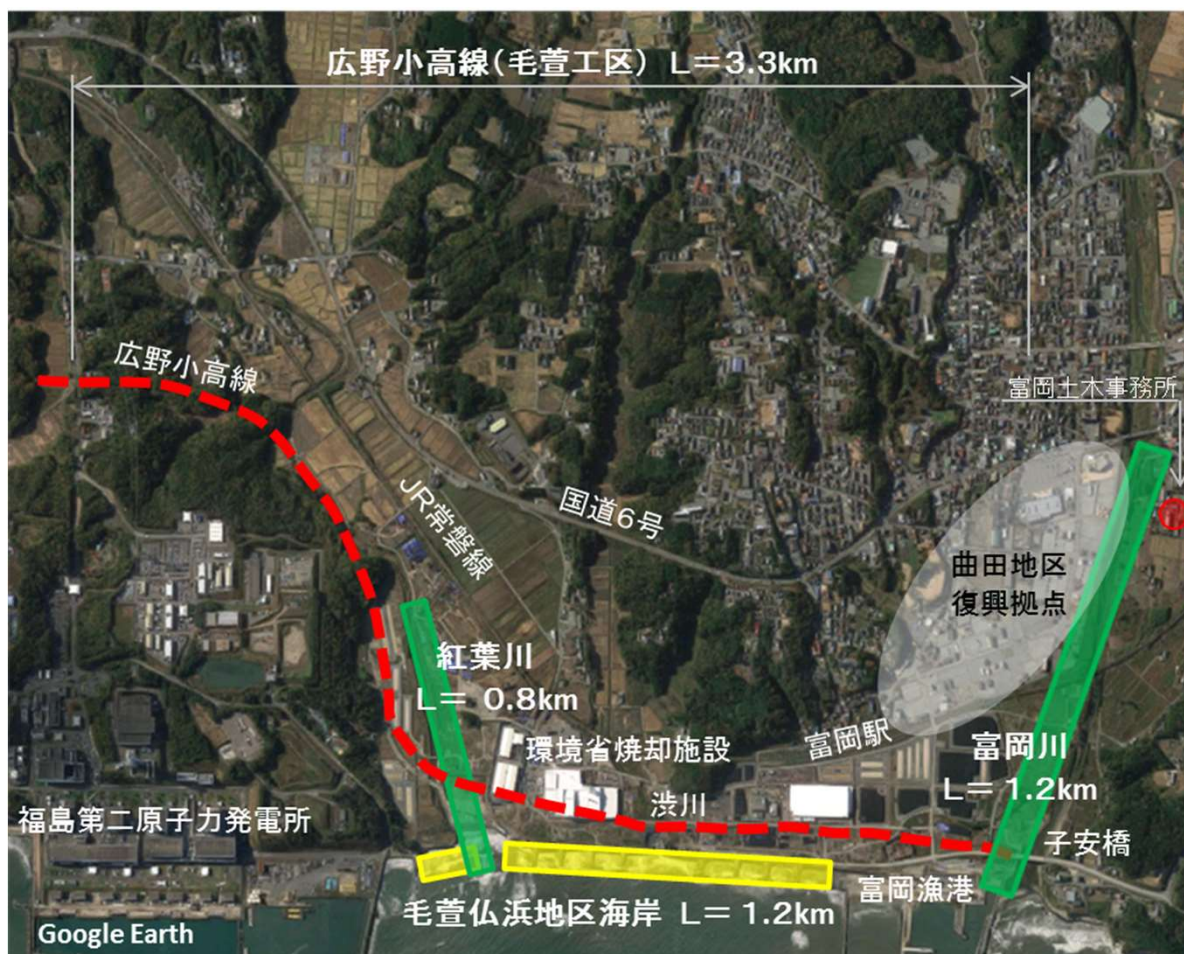 広野小高線(毛萱工区) L=3.3km
広野小高線
富岡土木事務所
国道6号
JR常磐線
曲田地区
復興拠点
紅葉川
L= 0.8km
環境省焼却施設
富岡駅
富岡川
L=1.2km
渋川
福島第二原子力発電所
子安橋
富岡漁港
毛萱仏浜地区海岸 L=1.2km
Google Earth